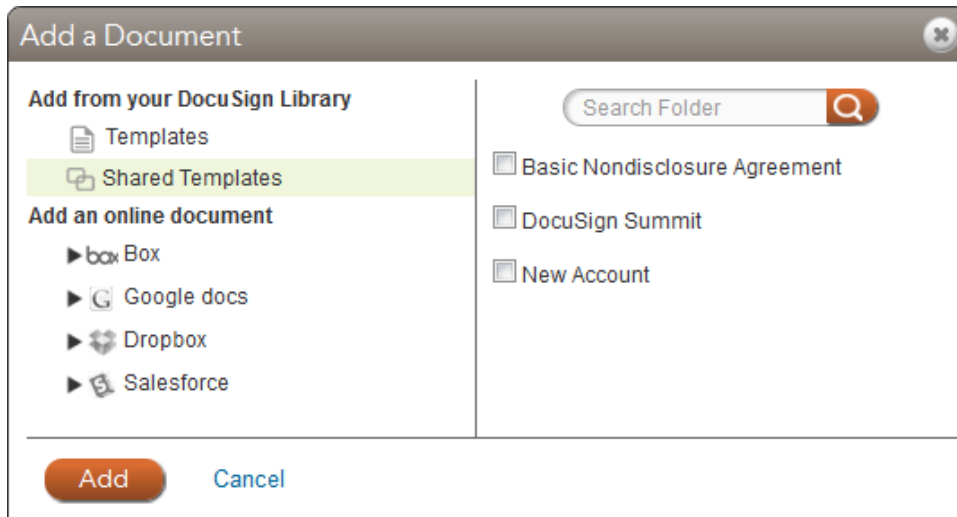 Add a Document
Add from your DocuSign Library
Templates
Shared Templates
Add an online document
box Box
Google docs
Dropbox
Salesforce
Search Folder
Basic Nondisclosure Agreement
DocuSign Summit
New Account
Add
Cancel